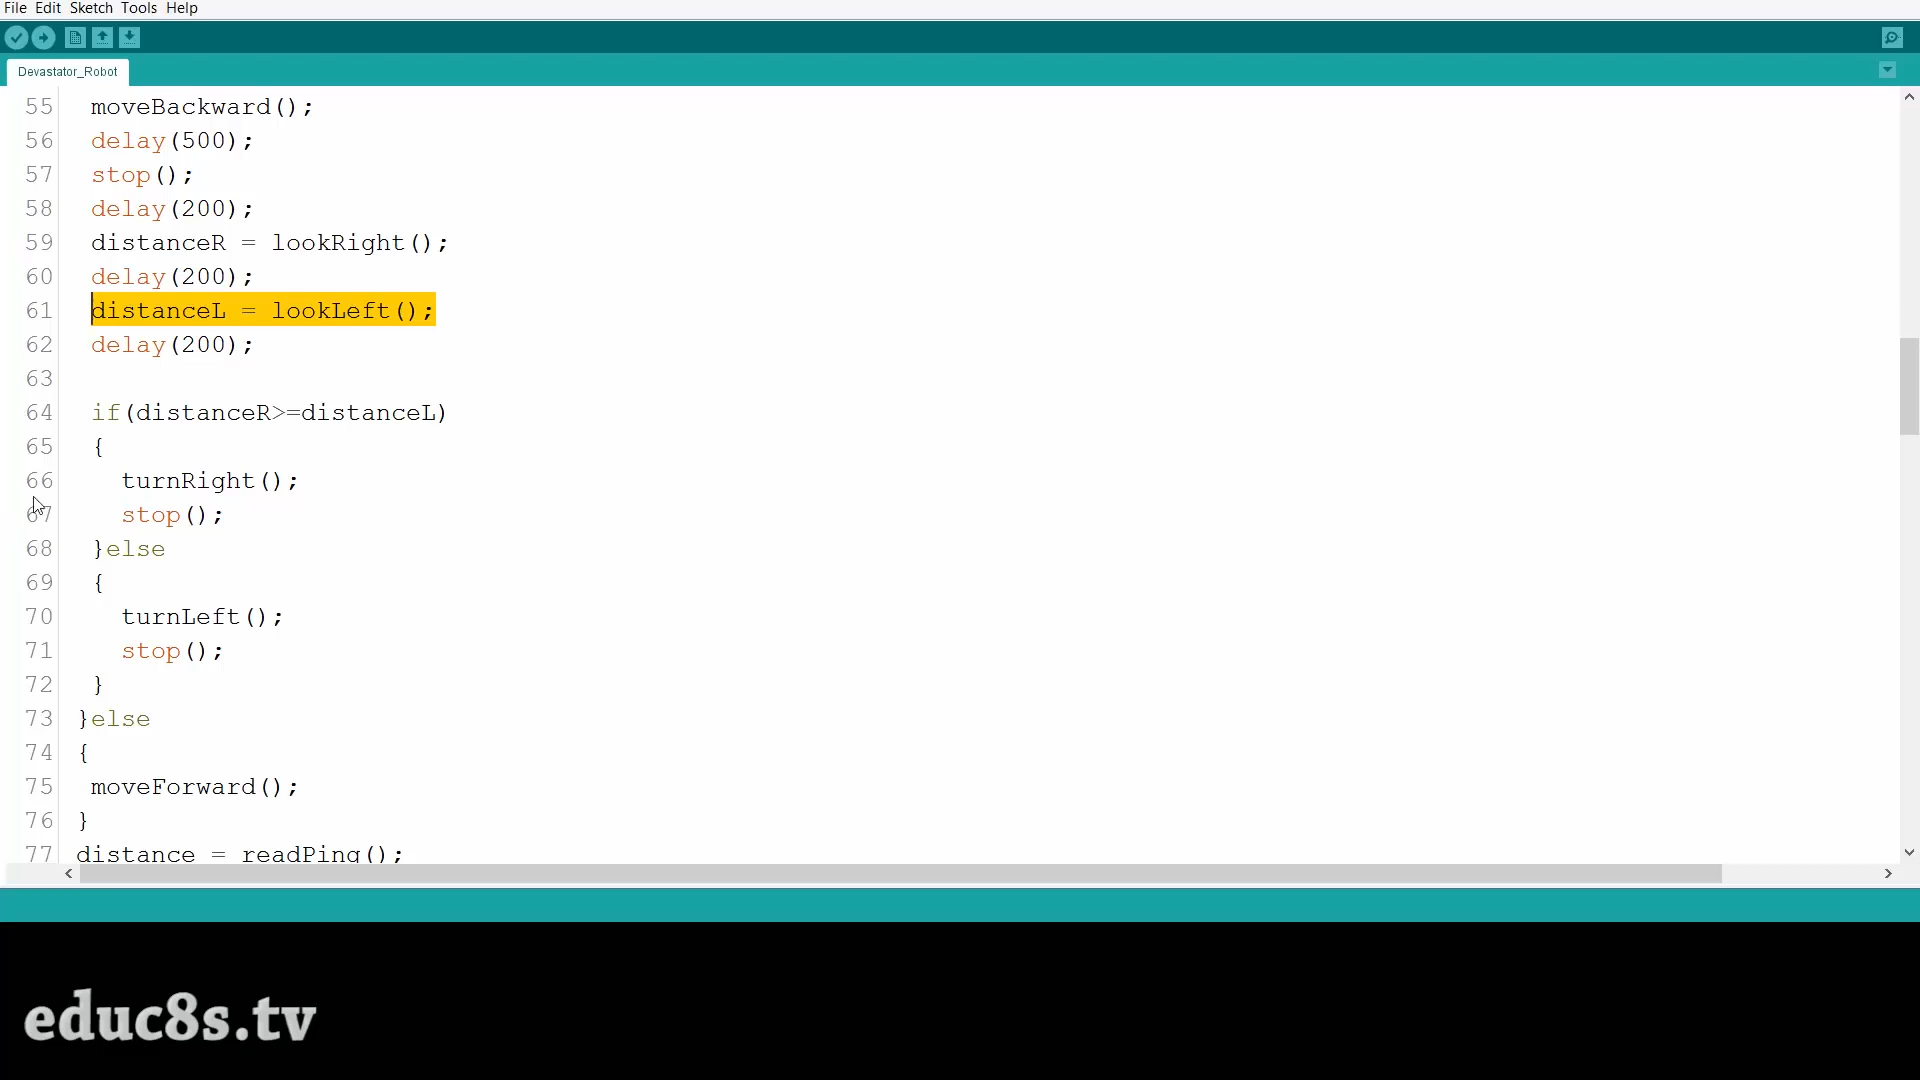 File Edit Sketch Tools Help
Devastator_Robot
55 moveBackward();
56 delay(500);
57 stop();
58 delay(200);
59 distanceR = lookRight();
60 delay(200);
61 distanceL = lookLeft();
62 delay(200);
63
64 if(distanceR>=distanceL)
65 {
66 turnRight();
67 stop();
68 }else
69 {
70 turnLeft();
71 stop();
72 }
73 }else
74 {
75 moveForward();
76 }
77 distance = readPing();
educ8s.tv